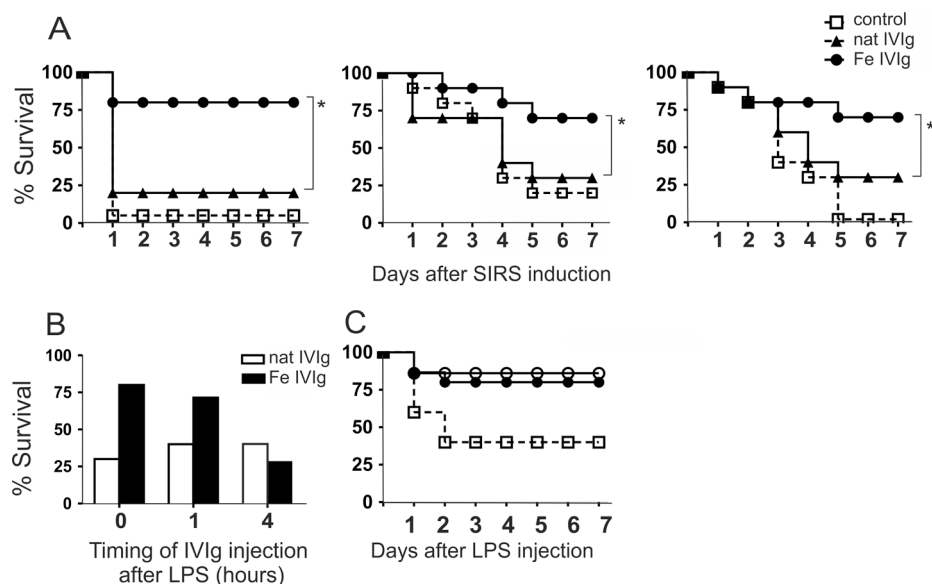 A
control
nat IVIg
Fe IVIg
% Survival
100
75
50
25
0
1 2 3 4 5 6 7
*
100
75
50
25
0
1 2 3 4 5 6 7
*
100
75
50
25
0
1 2 3 4 5 6 7
*
Days after SIRS induction
B
% Survival
100
75
50
25
0
nat IVIg
Fe IVIg
0 1 4
Timing of IVIg injection
after LPS (hours)
C
100
75
50
25
0
1 2 3 4 5 6 7
Days after LPS injection